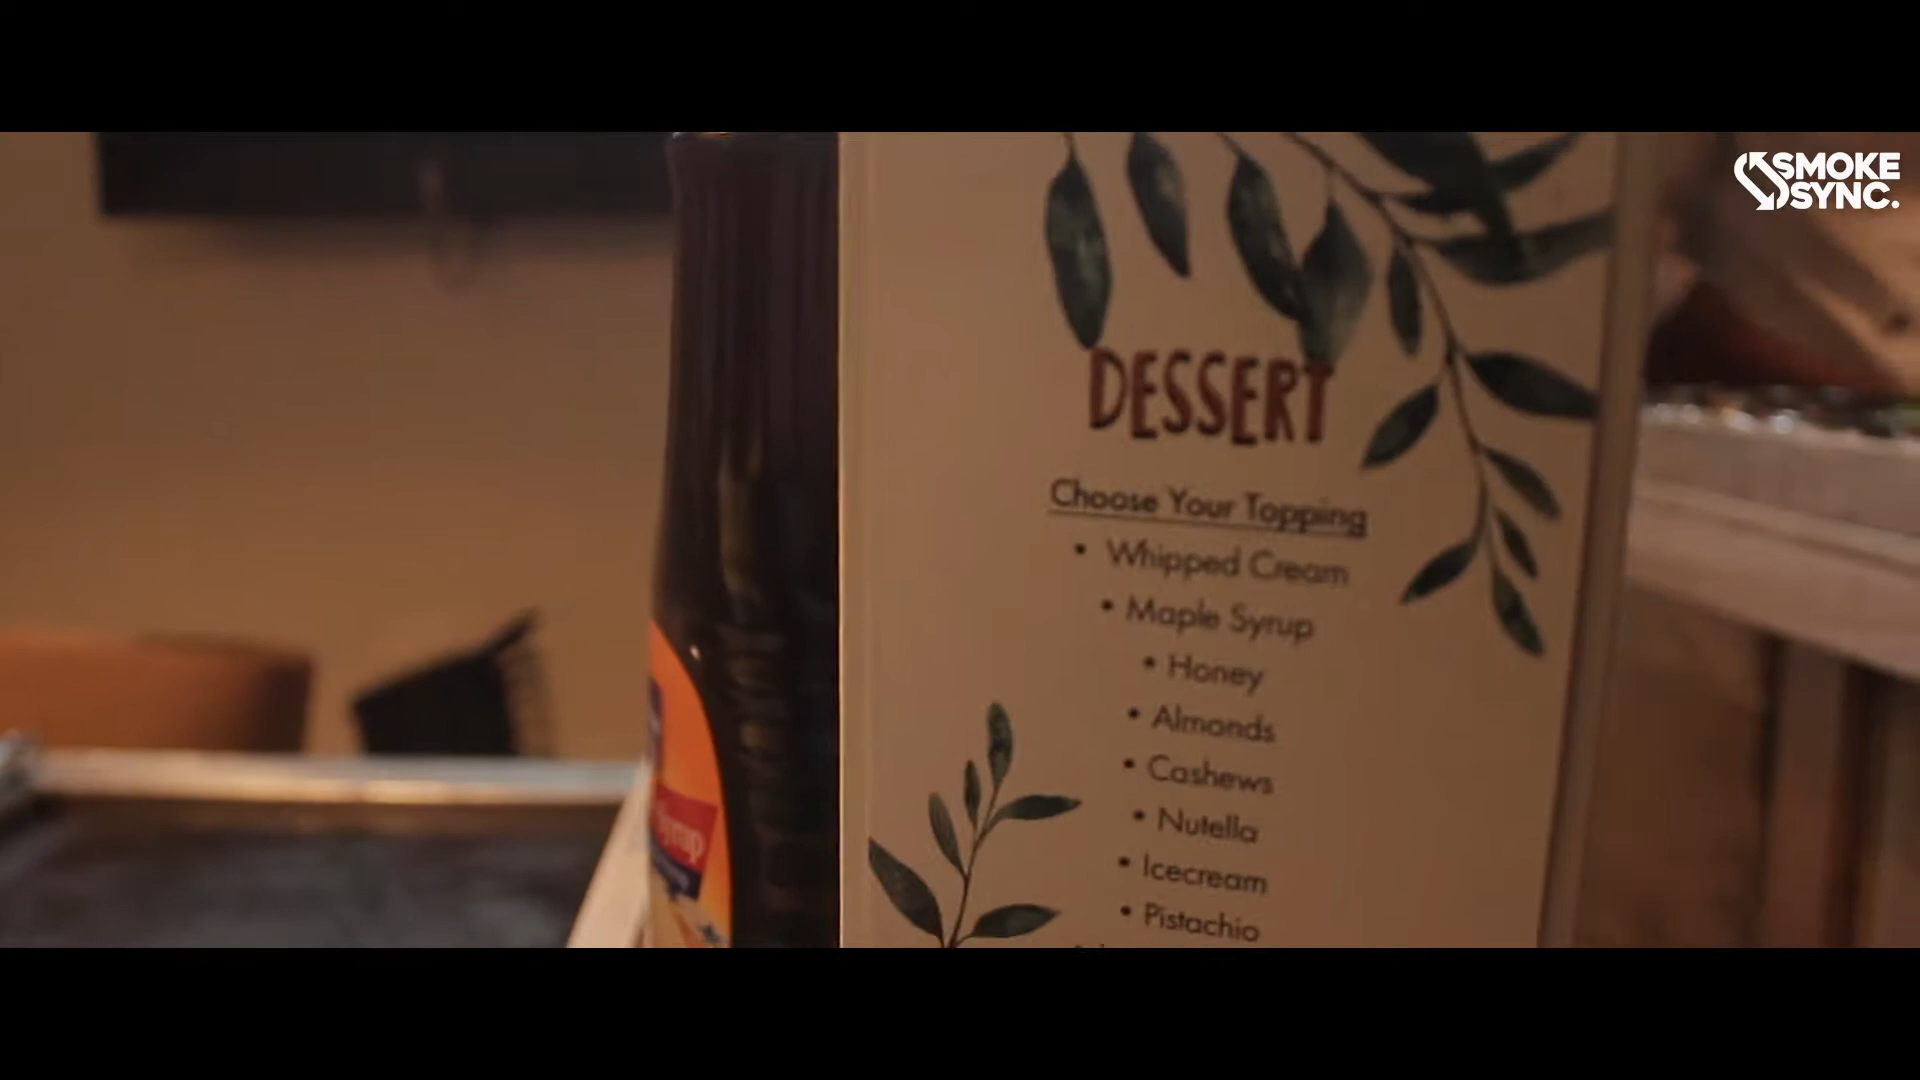 SMOKE
SYNC.
DESSERT
Choose Your Topping
• Whipped Cream
• Maple Syrup
• Honey
• Almonds
• Cashews
• Nutella
• Icecream
• Pistachio
Syrup